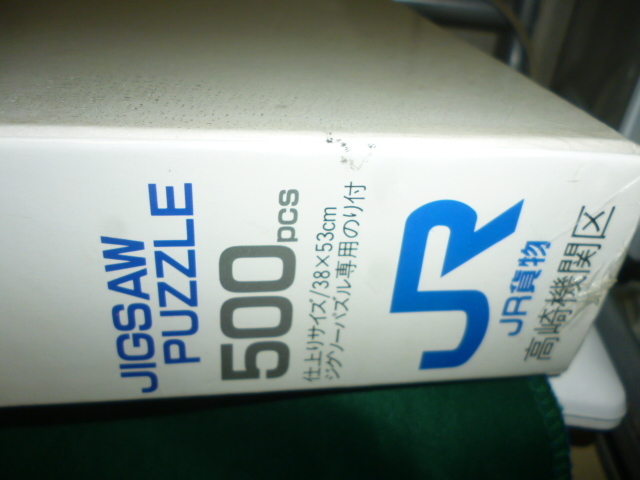 JIGSAW
PUZZLE
500pcs
仕上りサイズ/38×53cm
ジグソーパズル専用のり付
JR
JR貨物
高崎機関区